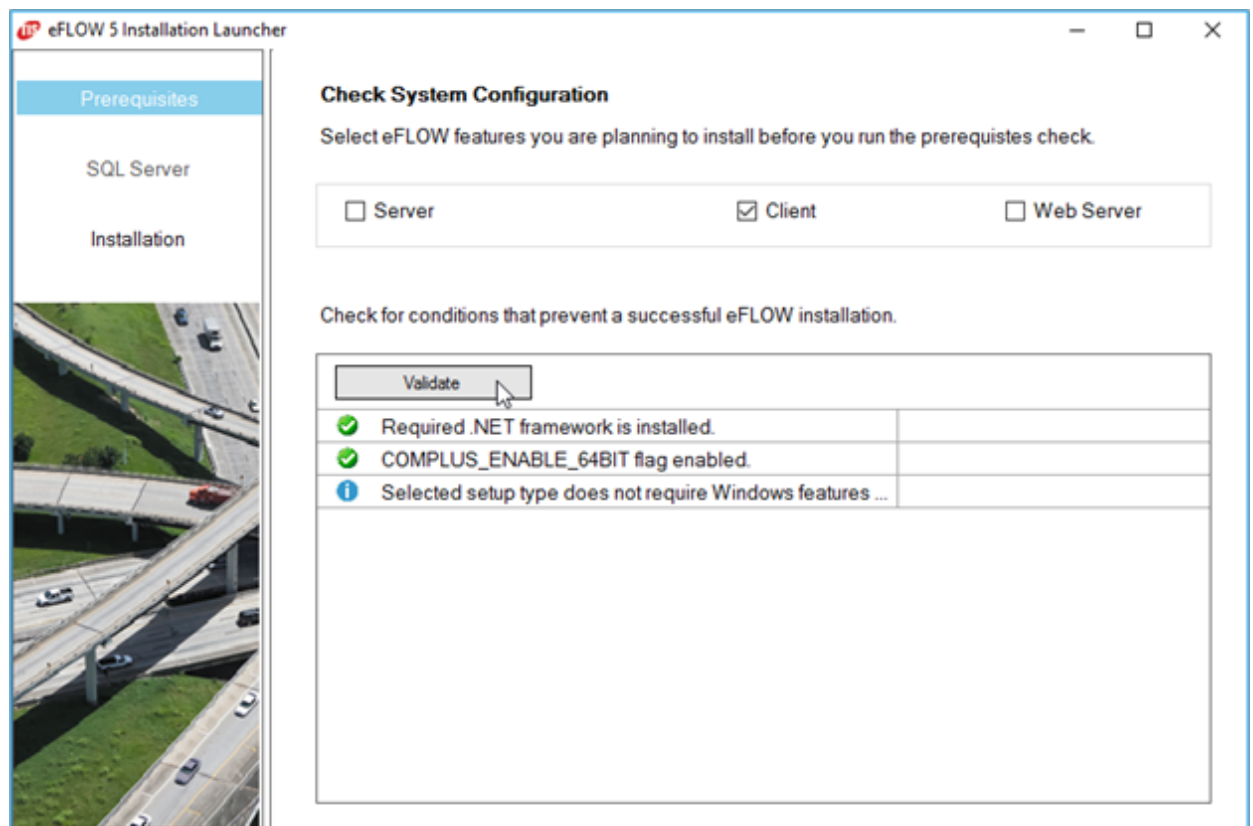 eFLOW 5 Installation Launcher
Prerequisites
SQL Server
Installation
Check System Configuration
Select eFLOW features you are planning to install before you run the prerequistes check.
Server
Client
Web Server
Check for conditions that prevent a successful eFLOW installation.
Validate
Required .NET framework is installed.
COMPLUS_ENABLE_64BIT flag enabled.
Selected setup type does not require Windows features ...